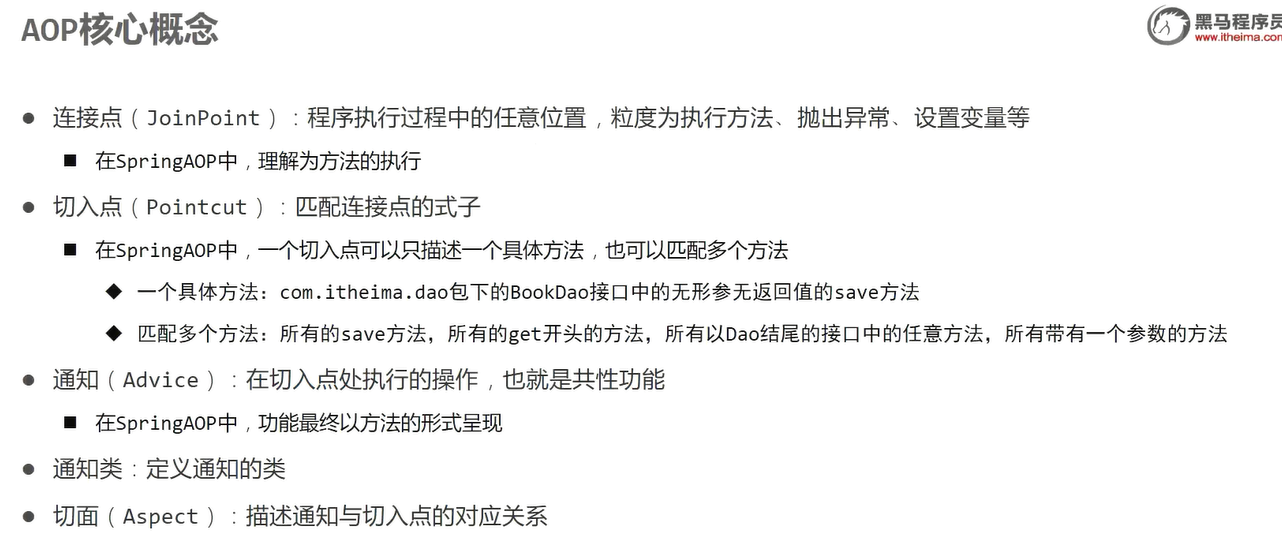 AOP核心概念
黑马程序员
www.itheima.com
连接点（JoinPoint）：程序执行过程中的任意位置，粒度为执行方法、抛出异常、设置变量等
在SpringAOP中，理解为方法的执行
切入点（Pointcut）：匹配连接点的式子
在SpringAOP中，一个切入点可以只描述一个具体方法，也可以匹配多个方法
一个具体方法：com.itheima.dao包下的BookDao接口中的无形参无返回值的save方法
匹配多个方法：所有的save方法，所有的get开头的方法，所有以Dao结尾的接口中的任意方法，所有带有一个参数的方法
通知（Advice）：在切入点处执行的操作，也就是共性功能
在SpringAOP中，功能最终以方法的形式呈现
通知类：定义通知的类
切面（Aspect）：描述通知与切入点的对应关系